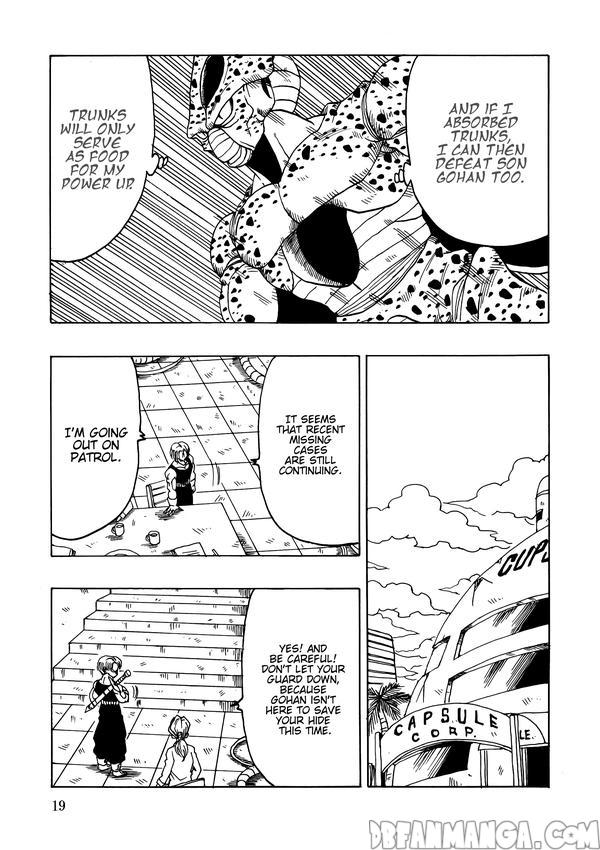 AND IF I
ABSORBED
TRUNKS,
I CAN THEN
DEFEAT SON
GOHAN TOO.
TRUNKS
WILL ONLY
SERVE
AS FOOD
FOR MY
POWER UP.
CUPS
CAPSULE
CORP.
LE.
IT SEEMS
THAT RECENT
MISSING
CASES
ARE STILL
CONTINUING.
I'M GOING
OUT ON
PATROL.
YES! AND
BE CAREFUL!
DON'T LET YOUR
GUARD DOWN,
BECAUSE
GOHAN ISN'T
HERE TO SAVE
YOUR HIDE
THIS TIME.
19
DBFANMANGA.COM